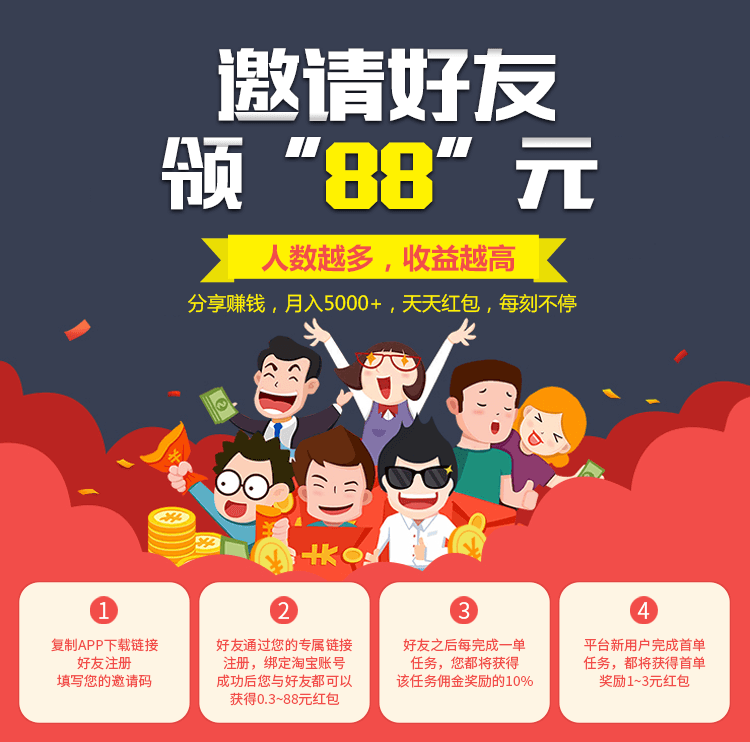 邀请好友
领“88”元
人数越多，收益越高
分享赚钱，月入5000+，天天红包，每刻不停
1
复制APP下载链接
好友注册
填写您的邀请码
2
好友通过您的专属链接
注册，绑定淘宝账号
成功后您与好友都可以
获得0.3~88元红包
3
好友之后每完成一单
任务，您都将获得
该任务佣金奖励的10%
4
平台新用户完成首单
任务，都将获得首单
奖励1~3元红包